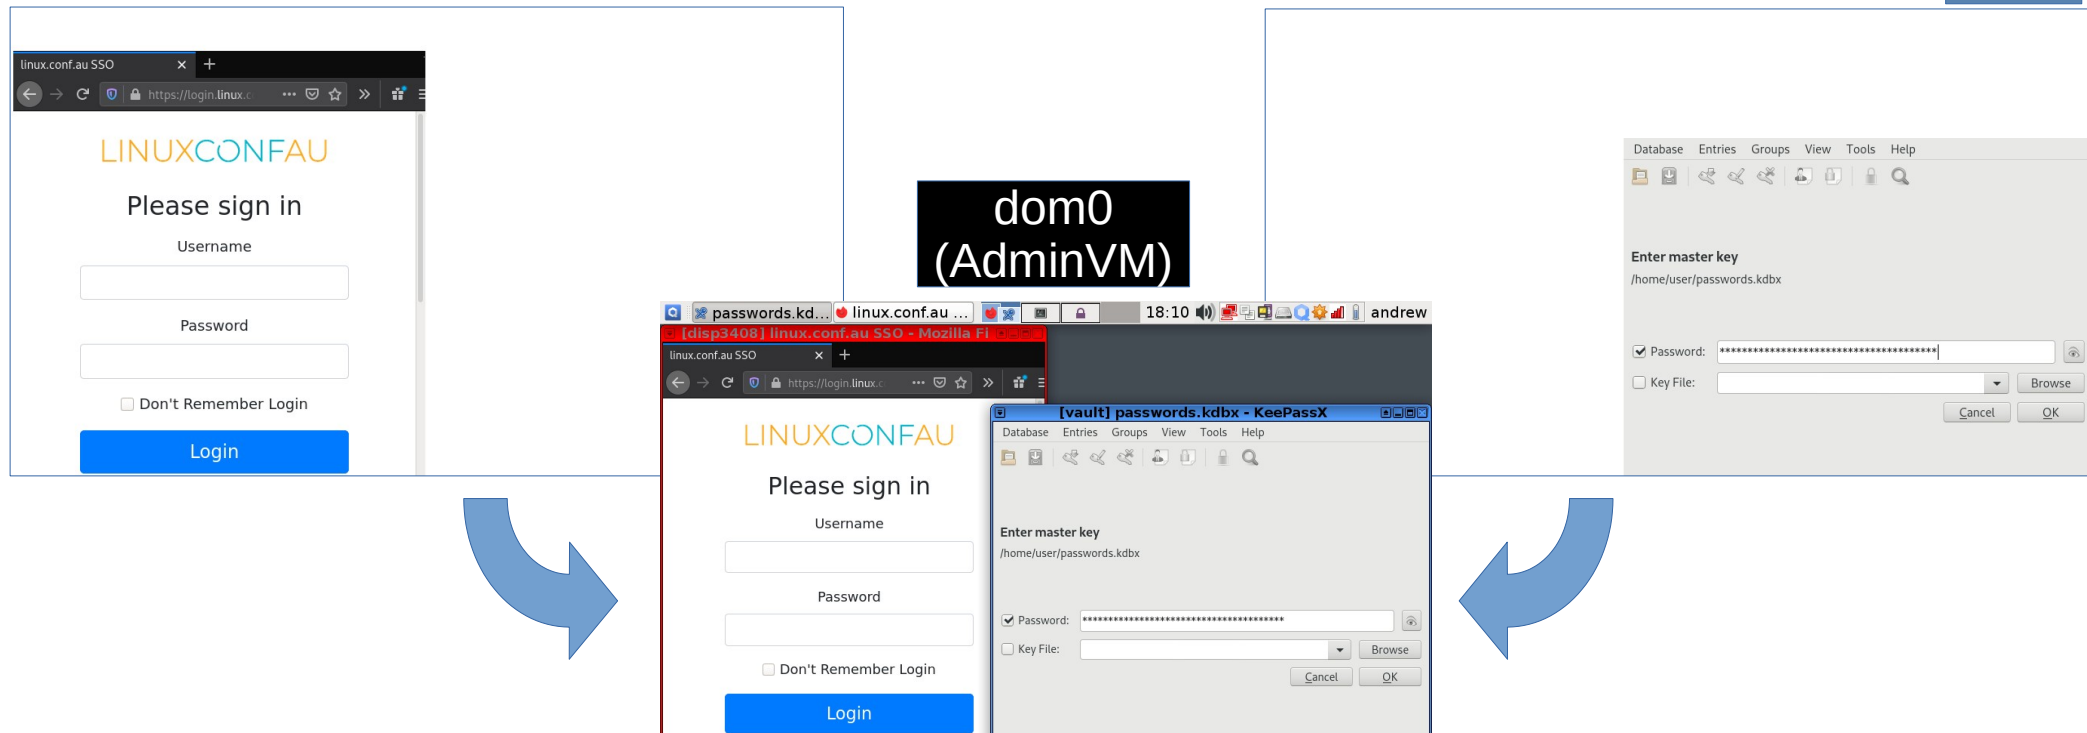 linux.conf.au SSO
https://login.linux.c
LINUXCONFAU
Please sign in
Username
Password
Don't Remember Login
Login
dom0
(AdminVM)
Database Entries Groups View Tools Help
Enter master key
/home/user/passwords.kdbx
Password: ****************************************
Key File:
Browse
Cancel OK
passwords.kd... linux.conf.au ... 18:10 andrew
[disp3408] linux.conf.au SSO - Mozilla Fi
linux.conf.au SSO
https://login.linux.c
LINUXCONFAU
Please sign in
Username
Password
Don't Remember Login
Login
[vault] passwords.kdbx - KeePassX
Database Entries Groups View Tools Help
Enter master key
/home/user/passwords.kdbx
Password: ****************************************
Key File:
Browse
Cancel OK